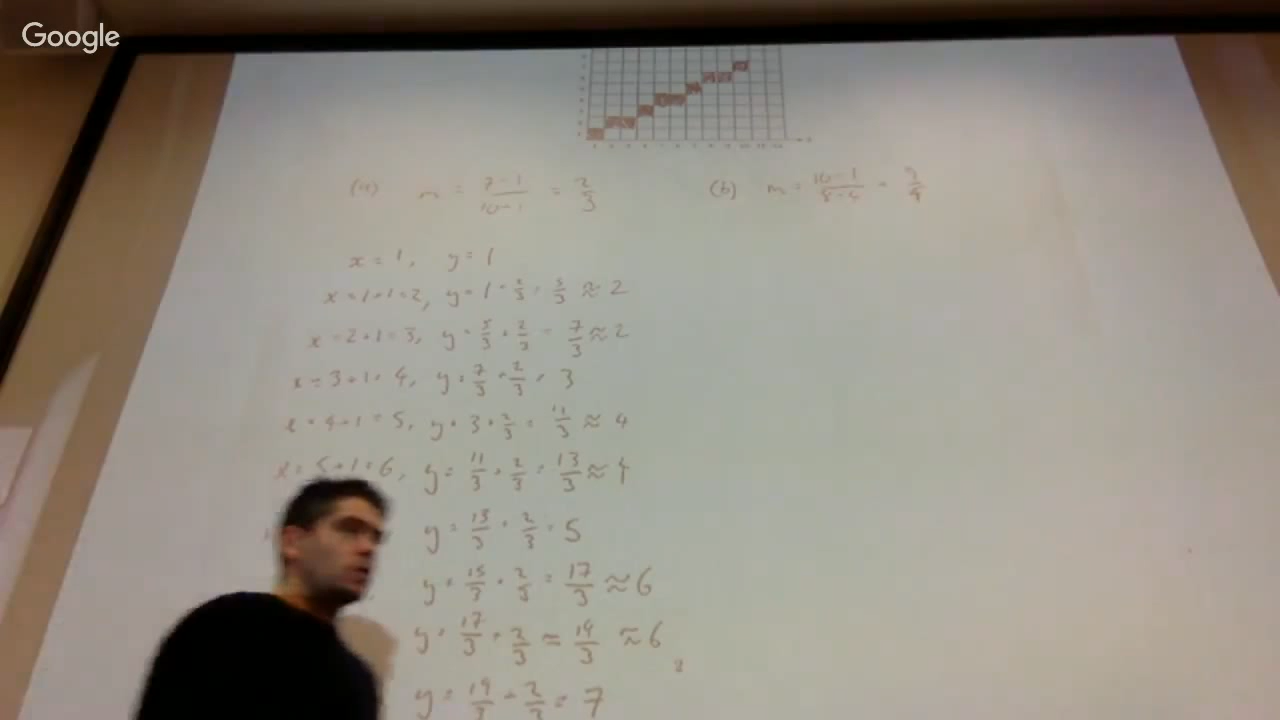 Google
(a) m = 7-1/10-1 = 2/3
(b) m = 10-1/8-4 = 9/4
x = 1, y = 1
x = 1+1 = 2, y = 1 + 2/3 = 5/3 ≈ 2
x = 2+1 = 3, y = 5/3 + 2/3 = 7/3 ≈ 2
x = 3+1 = 4, y = 7/3 + 2/3 = 3
x = 4+1 = 5, y = 3 + 2/3 = 11/3 ≈ 4
x = 5+1 = 6, y = 11/3 + 2/3 = 13/3 ≈ 4
y = 13/3 + 2/3 = 5
y = 15/3 + 2/3 = 17/3 ≈ 6
y = 17/3 + 2/3 = 19/3 ≈ 6
2
y = 19/3 + 2/3 = 7